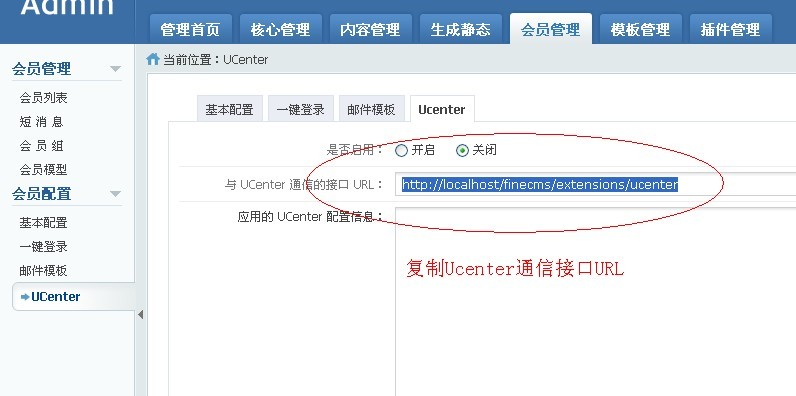 Admin
管理首页 核心管理 内容管理 生成静态 会员管理 模板管理 插件管理
会员管理
会员列表
短 消 息
会 员 组
会员模型
会员配置
基本配置
一键登录
邮件模板
UCenter
当前位置：UCenter
基本配置 一键登录 邮件模板 Ucenter
是否启用： 开启 关闭
与 UCenter 通信的接口 URL： http://localhost/finecms/extensions/ucenter
应用的 UCenter 配置信息：
复制Ucenter通信接口URL